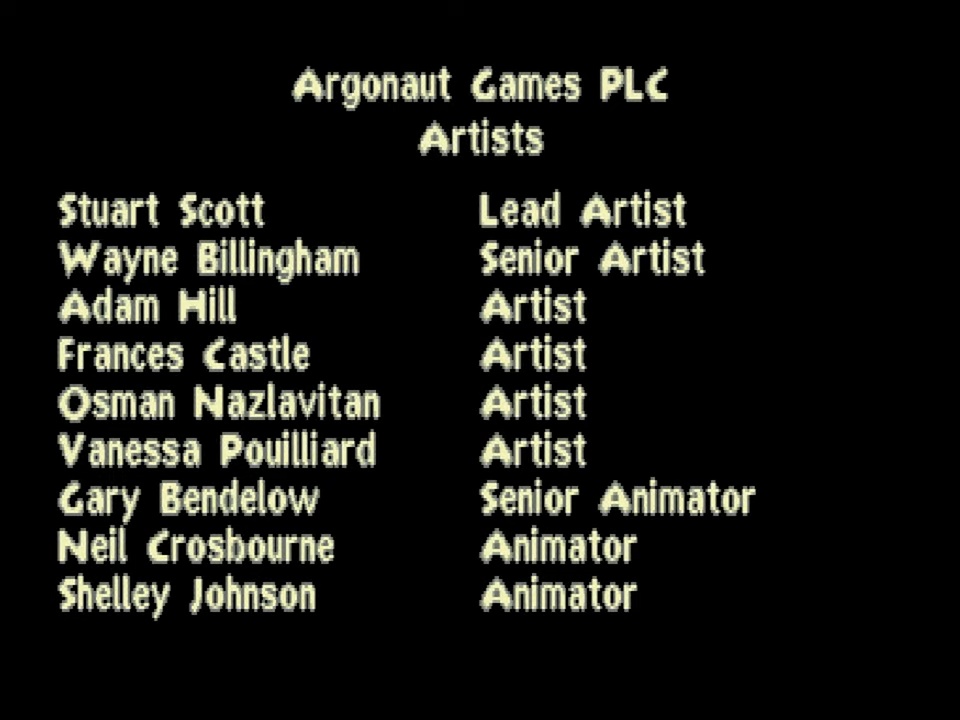 Argonaut Games PLC
Artists
Stuart Scott Lead Artist
Wayne Billingham Senior Artist
Adam Hill Artist
Frances Castle Artist
Osman Nazlavitan Artist
Vanessa Pouilliard Artist
Gary Bendelow Senior Animator
Neil Crosbourne Animator
Shelley Johnson Animator